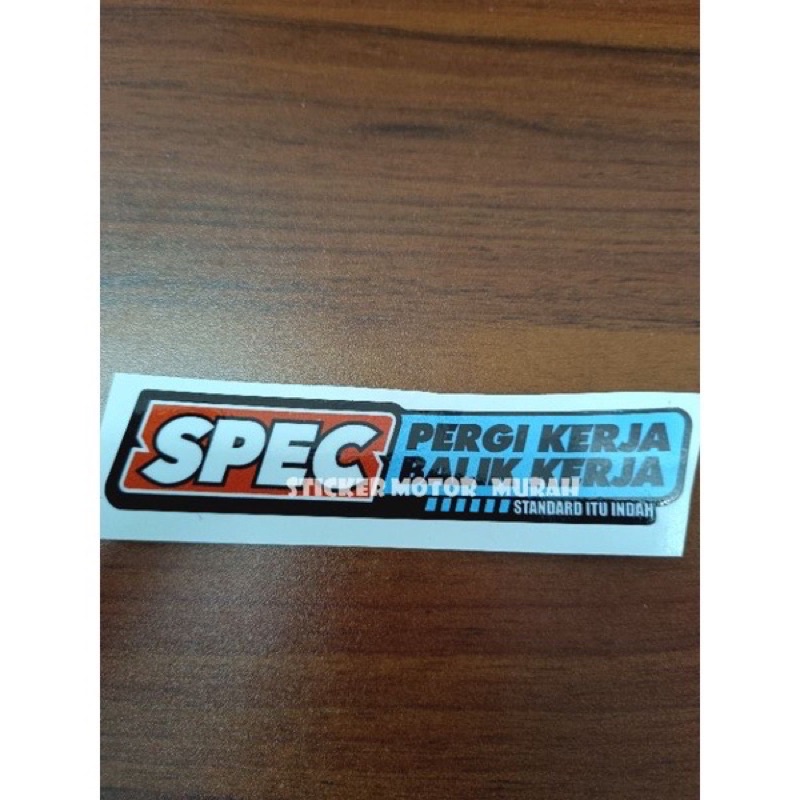 SPEC
PERGI KERJA
BALIK KERJA
STICKER MOTOR MURAH
STANDARD ITU INDAH